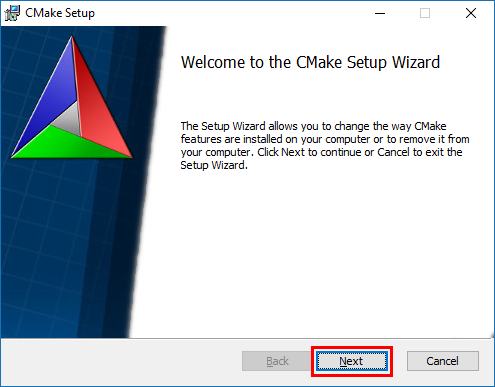 CMake Setup
Welcome to the CMake Setup Wizard
The Setup Wizard allows you to change the way CMake
features are installed on your computer or to remove it from
your computer. Click Next to continue or Cancel to exit the
Setup Wizard.
Back
Next
Cancel